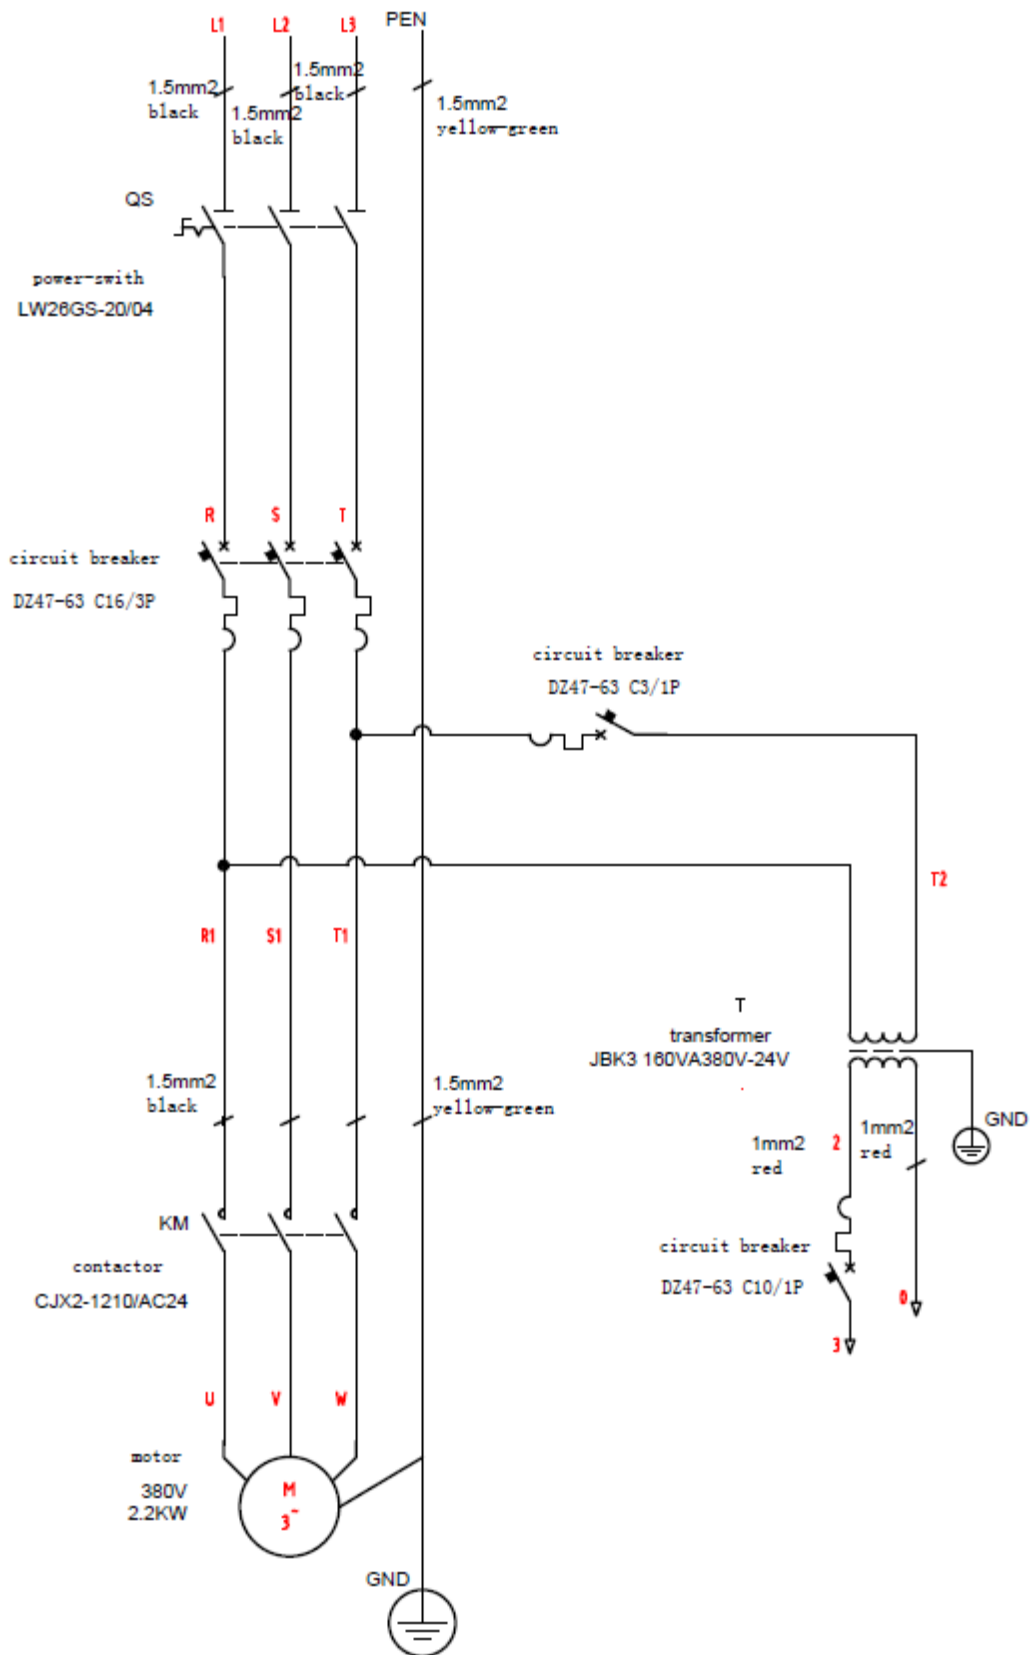 L1
L2
L3
PEN
1.5mm2
black
1.5mm2
black
1.5mm2
black
1.5mm2
yellow-green
QS
power-swith
LW26GS-20/04
R
S
T
circuit breaker
DZ47-63 C16/3P
circuit breaker
DZ47-63 C3/1P
T2
R1
S1
T1
T
transformer
JBK3 160VA380V-24V
1.5mm2
black
1.5mm2
yellow-green
GND
1mm2
red
2
1mm2
red
KM
contactor
CJX2-1210/AC24
circuit breaker
DZ47-63 C10/1P
0
3
U
V
W
motor
380V
2.2KW
M
3~
GND